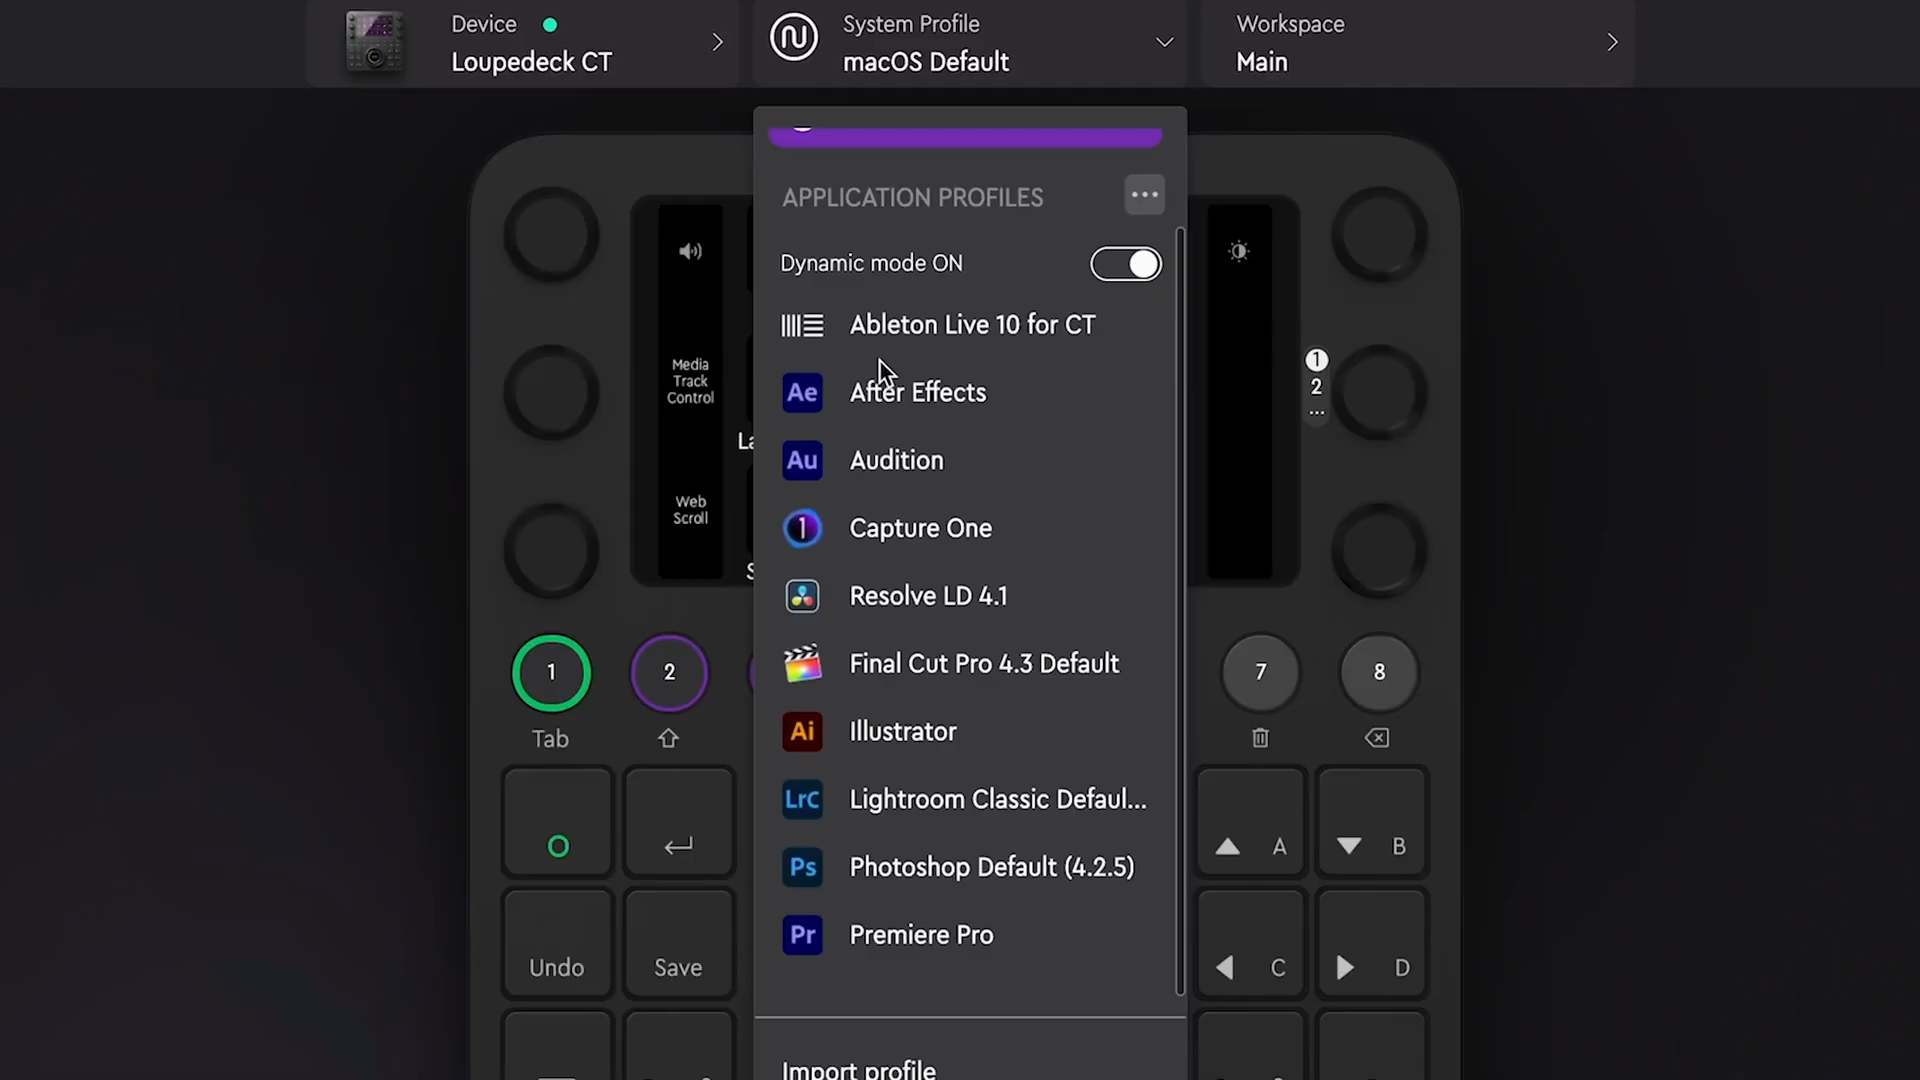 Device
Loupedeck CT
System Profile
macOS Default
Workspace
Main
APPLICATION PROFILES
Dynamic mode ON
Ableton Live 10 for CT
Ae After Effects
Au Audition
1 Capture One
Resolve LD 4.1
Final Cut Pro 4.3 Default
Ai Illustrator
LrC Lightroom Classic Defaul...
Ps Photoshop Default (4.2.5)
Pr Premiere Pro
Import profile
Media
Track
Control
Web
Scroll
La
S
1
2
...
1
2
7
8
Tab
O
A
B
Undo
Save
C
D